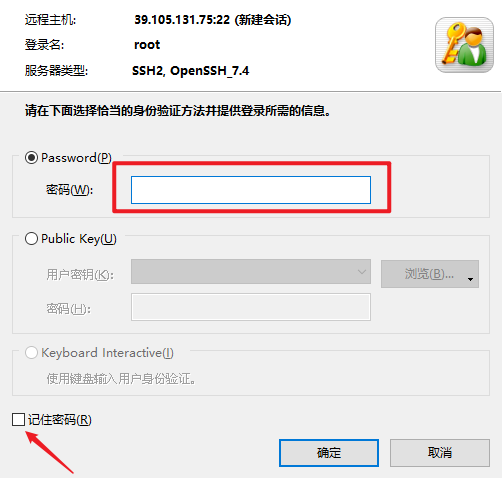 远程主机: 39.105.131.75:22 (新建会话)
登录名: root
服务器类型: SSH2, OpenSSH_7.4
请在下面选择恰当的身份验证方法并提供登录所需的信息。
Password(P)
密码(W):
Public Key(U)
用户密钥(K): 浏览(B)...
密码(H):
Keyboard Interactive(I)
使用键盘输入用户身份验证。
记住密码(R)
确定 取消